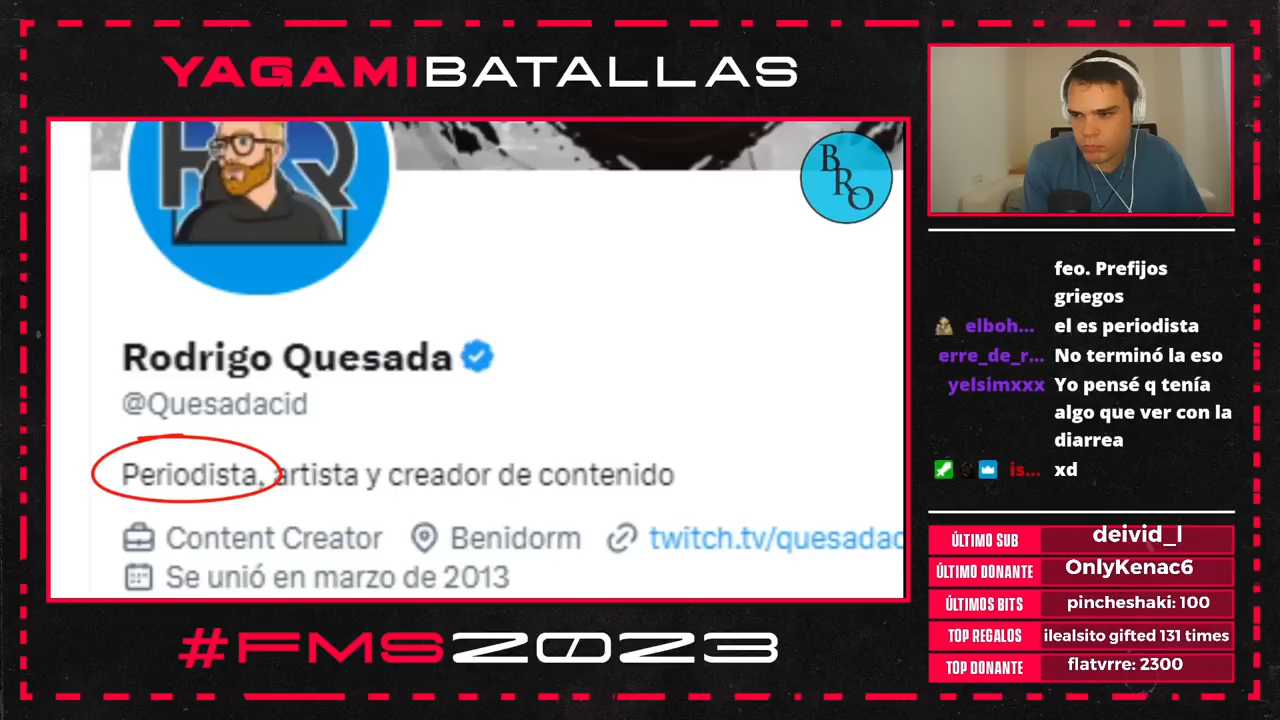 YAGAMIBATALLAS
BRO
Rodrigo Quesada
@Quesadacid
Periodista, artista y creador de contenido
Content Creator Benidorm twitch.tv/quesadac
Se unió en marzo de 2013
#FMS2023
feo. Prefijos
griegos
elboh... el es periodista
erre_de_r... No terminó la eso
yelsimxxx Yo pensé q tenía
algo que ver con la
diarrea
is... xd
ÚLTIMO SUB deivid_l
ÚLTIMO DONANTE OnlyKenac6
ÚLTIMOS BITS pincheshaki: 100
TOP REGALOS ilealsito gifted 131 times
TOP DONANTE flatvrre: 2300